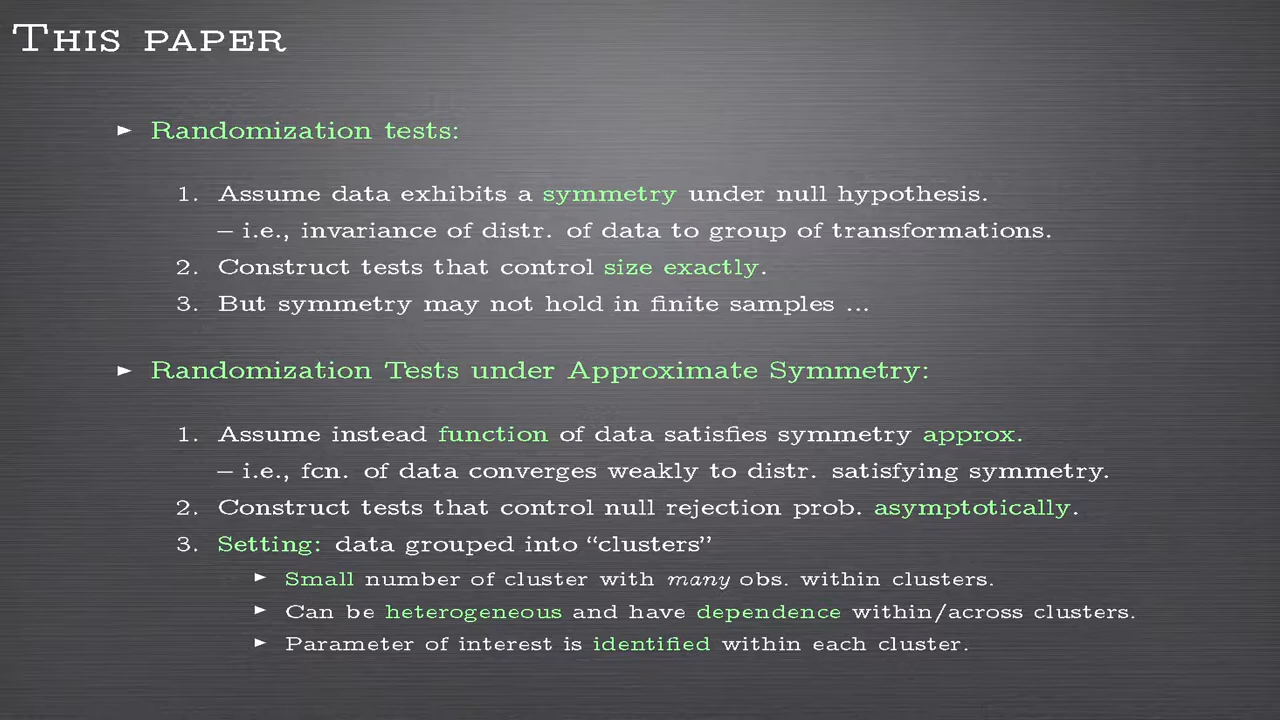 THIS PAPER
► Randomization tests:
1. Assume data exhibits a symmetry under null hypothesis.
– i.e., invariance of distr. of data to group of transformations.
2. Construct tests that control size exactly.
3. But symmetry may not hold in finite samples ...
► Randomization Tests under Approximate Symmetry:
1. Assume instead function of data satisfies symmetry approx.
– i.e., fcn. of data converges weakly to distr. satisfying symmetry.
2. Construct tests that control null rejection prob. asymptotically.
3. Setting: data grouped into “clusters”
► Small number of cluster with many obs. within clusters.
► Can be heterogeneous and have dependence within/across clusters.
► Parameter of interest is identified within each cluster.